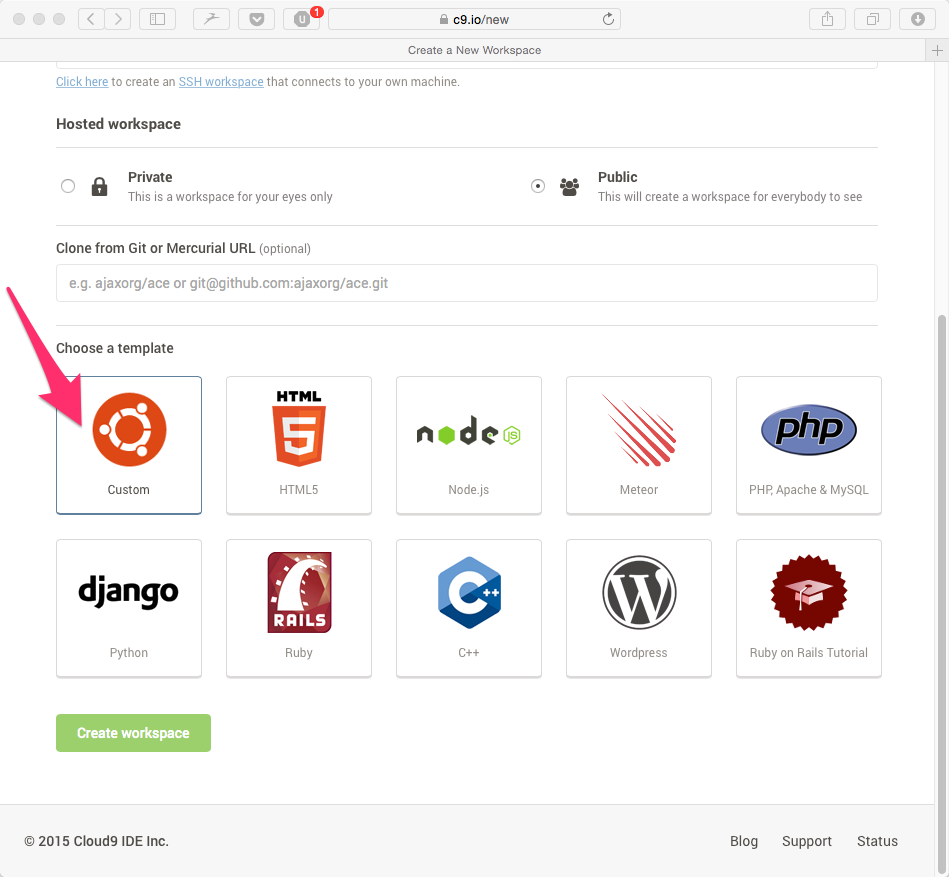 1
c9.io/new
Create a New Workspace
Click here to create an SSH workspace that connects to your own machine.
Hosted workspace
Private
This is a workspace for your eyes only
Public
This will create a workspace for everybody to see
Clone from Git or Mercurial URL (optional)
e.g. ajaxorg/ace or git@github.com:ajaxorg/ace.git
Choose a template
Custom
HTML
5
HTML5
node
JS
Node.js
Meteor
php
PHP, Apache & MySQL
django
Python
RAILS
Ruby
C++
C++
W
Wordpress
Ruby on Rails Tutorial
Create workspace
© 2015 Cloud9 IDE Inc.
Blog Support Status